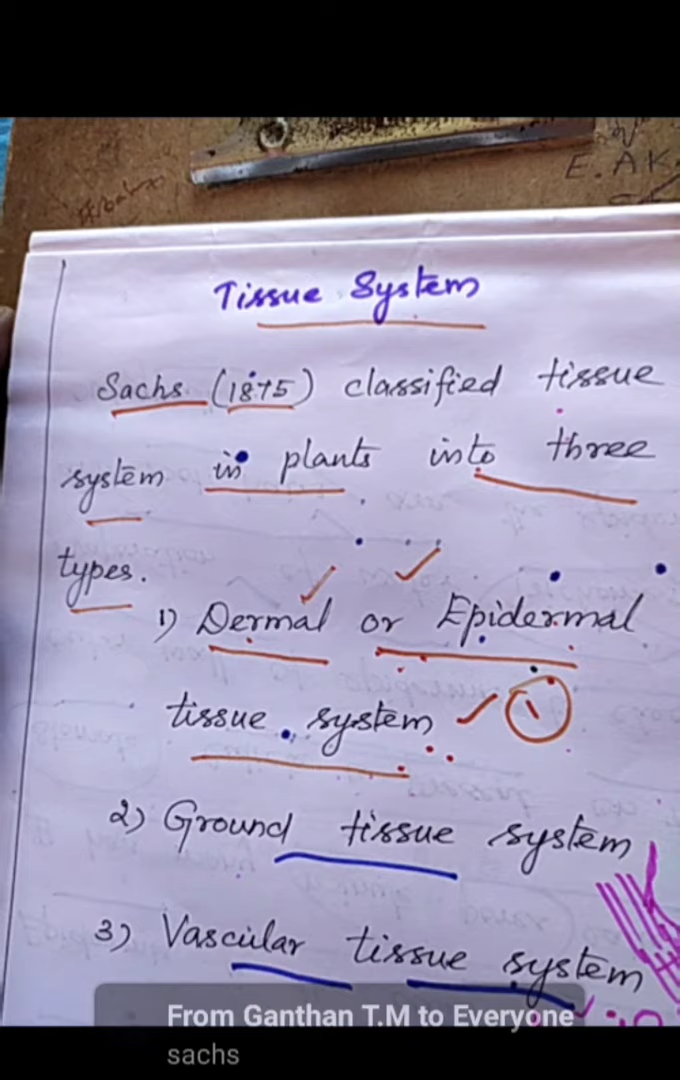 E. A K
Tissue System
Sachs (1875) classified tissue
system in plants into three
types.
1) Dermal or Epidermal
tissue system 1
2) Ground tissue system
3) Vascular tissue system
From Ganthan T.M to Everyone
sachs